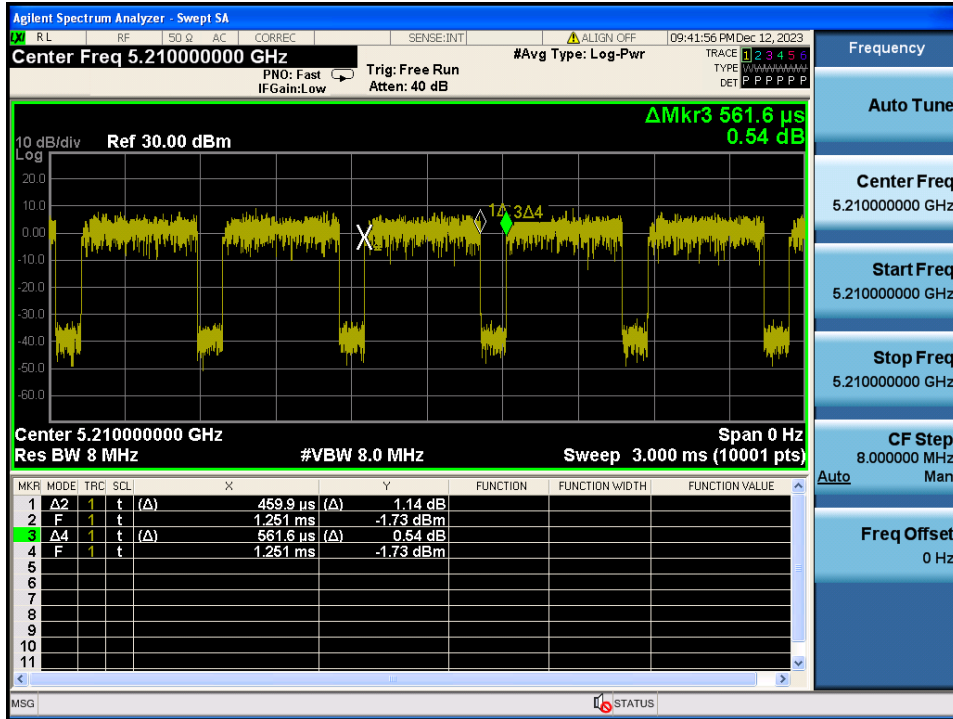 Agilent Spectrum Analyzer - Swept SA
LXI RL RF 50 Ω AC CORREC SENSE:INT ALIGN OFF 09:41:56 PM Dec 12, 2023
Center Freq 5.210000000 GHz
PNO: Fast
IFGain:Low
Trig: Free Run
Atten: 40 dB
#Avg Type: Log-Pwr
TRACE 1 2 3 4 5 6
TYPE WWWWWW
DET P P P P P P
ΔMkr3 561.6 µs
0.54 dB
10 dB/div Ref 30.00 dBm
Log
20.0
10.0
0.00
-10.0
-20.0
-30.0
-40.0
-50.0
-60.0
3Δ4
Center 5.210000000 GHz Span 0 Hz
Res BW 8 MHz #VBW 8.0 MHz Sweep 3.000 ms (10001 pts)
MKR MODE TRC SCL X Y FUNCTION FUNCTION WIDTH FUNCTION VALUE
1 Δ2 1 t (Δ) 459.9 µs (Δ) 1.14 dB
2 F 1 t 1.251 ms -1.73 dBm
3 Δ4 1 t (Δ) 561.6 µs (Δ) 0.54 dB
4 F 1 t 1.251 ms -1.73 dBm
5
6
7
8
9
10
11
MSG STATUS
Frequency
Auto Tune
Center Freq
5.210000000 GHz
Start Freq
5.210000000 GHz
Stop Freq
5.210000000 GHz
CF Step
8.000000 MHz
Auto Man
Freq Offset
0 Hz